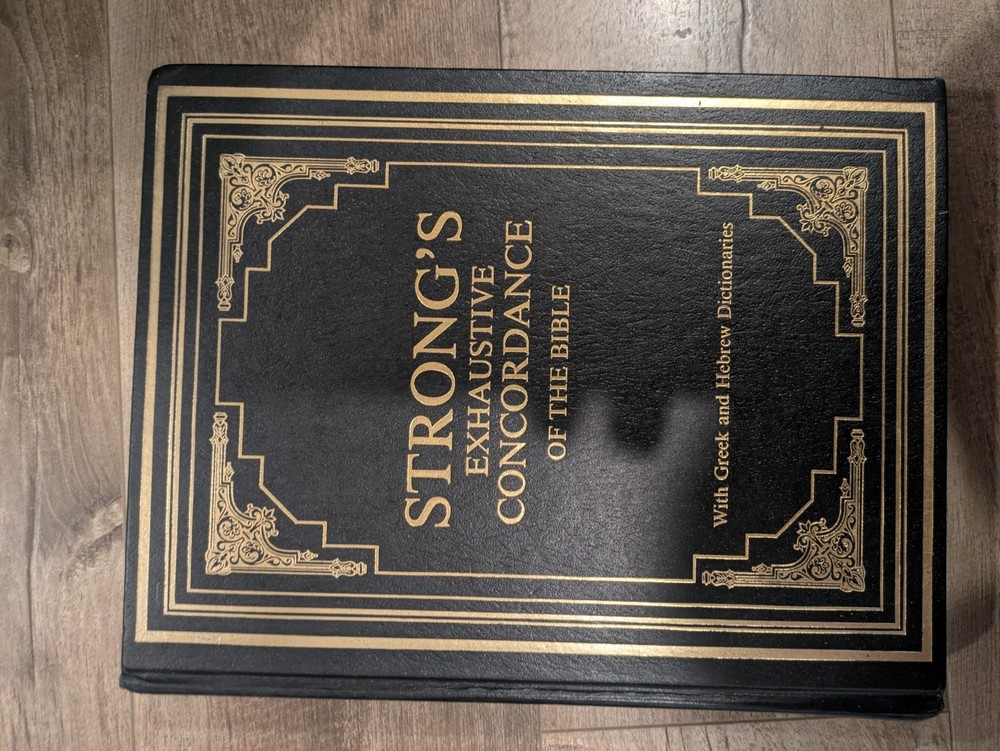 STRONG'S
EXHAUSTIVE
CONCORDANCE
OF THE BIBLE
With Greek and Hebrew Dictionaries